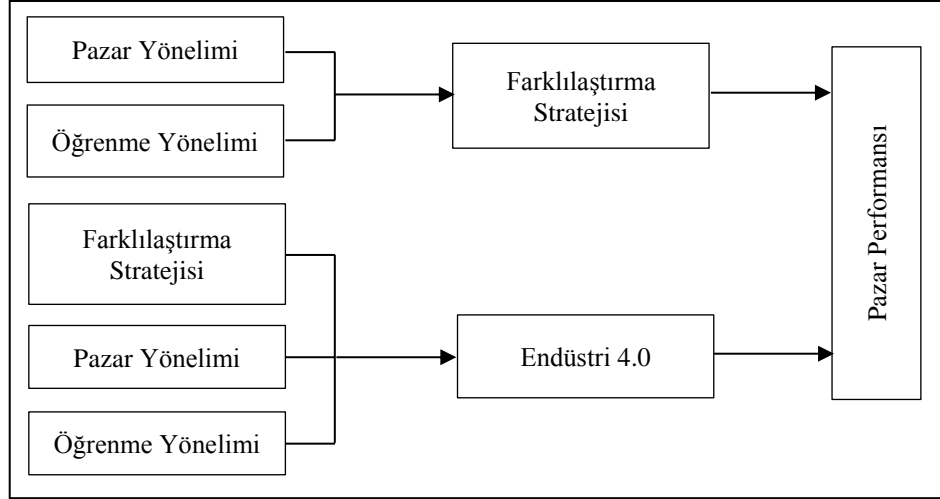 Pazar Yönelimi
Öğrenme Yönelimi
Farklılaştırma
Stratejisi
Farklılaştırma
Stratejisi
Pazar Yönelimi
Öğrenme Yönelimi
Endüstri 4.0
Pazar Performansı